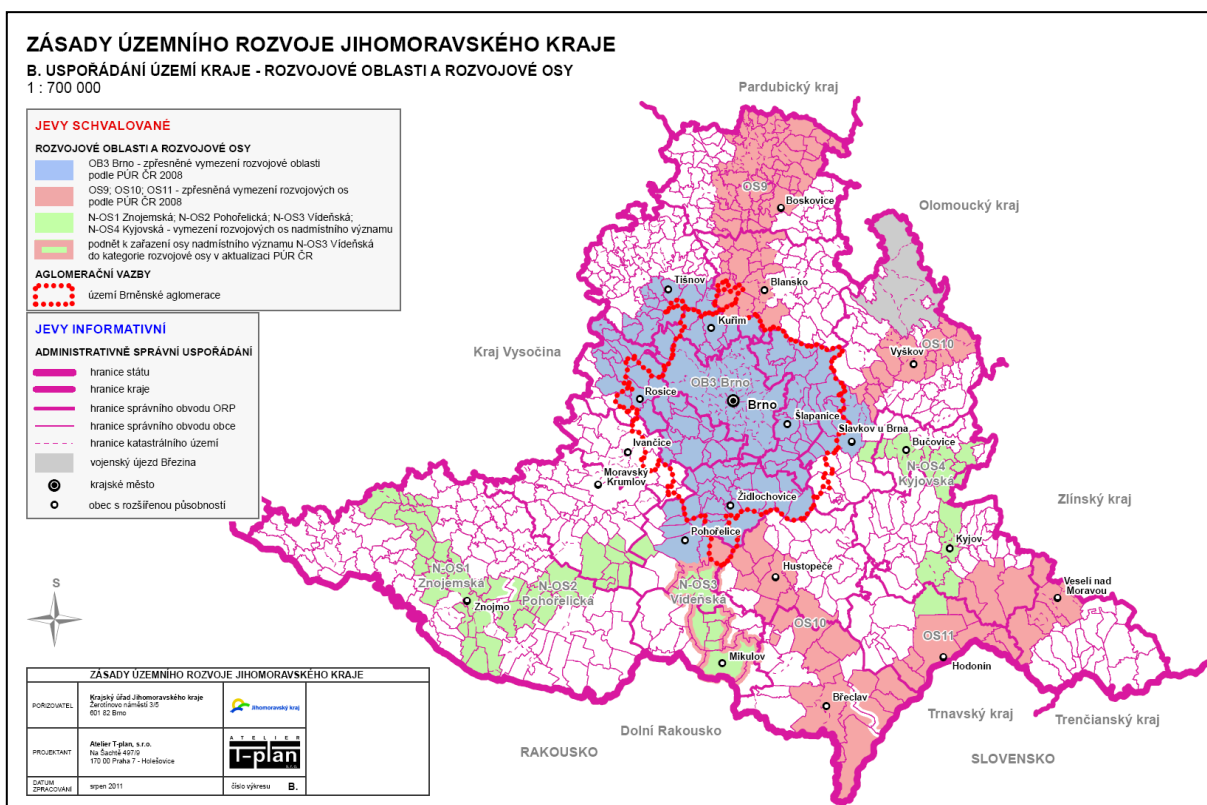 ZÁSADY ÚZEMNÍHO ROZVOJE JIHOMORAVSKÉHO KRAJE
B. USPOŘÁDÁNÍ ÚZEMÍ KRAJE - ROZVOJOVÉ OBLASTI A ROZVOJOVÉ OSY
1 : 700 000
JEVY SCHVALOVANÉ
ROZVOJOVÉ OBLASTI A ROZVOJOVÉ OSY
OB3 Brno - zpřesněné vymezení rozvojové oblasti
podle PÚR ČR 2008
OS9; OS10; OS11 - zpřesněná vymezení rozvojových os
podle PÚR ČR 2008
N-OS1 Znojemská; N-OS2 Pohořelická; N-OS3 Vídeňská;
N-OS4 Kyjovská - vymezení rozvojových os nadmístního významu
podnět k zařazení osy nadmístního významu N-OS3 Vídeňská
do kategorie rozvojové osy v aktualizaci PÚR ČR
AGLOMERAČNÍ VAZBY
území Brněnské aglomerace
JEVY INFORMATIVNÍ
ADMINISTRATIVNĚ SPRÁVNÍ USPOŘÁDÁNÍ
hranice státu
hranice kraje
hranice správního obvodu ORP
hranice správního obvodu obce
hranice katastrálního území
vojenský újezd Březina
krajské město
obec s rozšířenou působností
Pardubický kraj
OS9
Boskovice
Olomoucký kraj
Tišnov
Blansko
Kuřim
Kraj Vysočina
OS10
Vyškov
OB3 Brno
Rosice
Brno
Šlapanice
Slavkov u Brna
Bučovice
Ivančice
N-OS4
Kyjovská
Moravský
Krumlov
Zlínský kraj
Židlochovice
Pohořelice
Kyjov
N-OS1
Znojemská
N-OS2
Pohořelická
N-OS3
Vídeňská
Hustopeče
Veselí nad
Moravou
Znojmo
OS10
OS11
Mikulov
Hodonín
Břeclav
Trnavský kraj
Trenčianský kraj
Dolní Rakousko
RAKOUSKO
SLOVENSKO
S
ZÁSADY ÚZEMNÍHO ROZVOJE JIHOMORAVSKÉHO KRAJE
POŘIZOVATEL
Krajský úřad Jihomoravského kraje
Žerotínovo náměstí 3/5
601 82 Brno
jihomoravský kraj
PROJEKTANT
Atelier T-plan, s.r.o.
Na Šachtě 497/9
170 00 Praha 7 - Holešovice
ATELIER
T-plan
s.r.o.
DATUM
ZPRACOVÁNÍ
srpen 2011
číslo výkresu B.